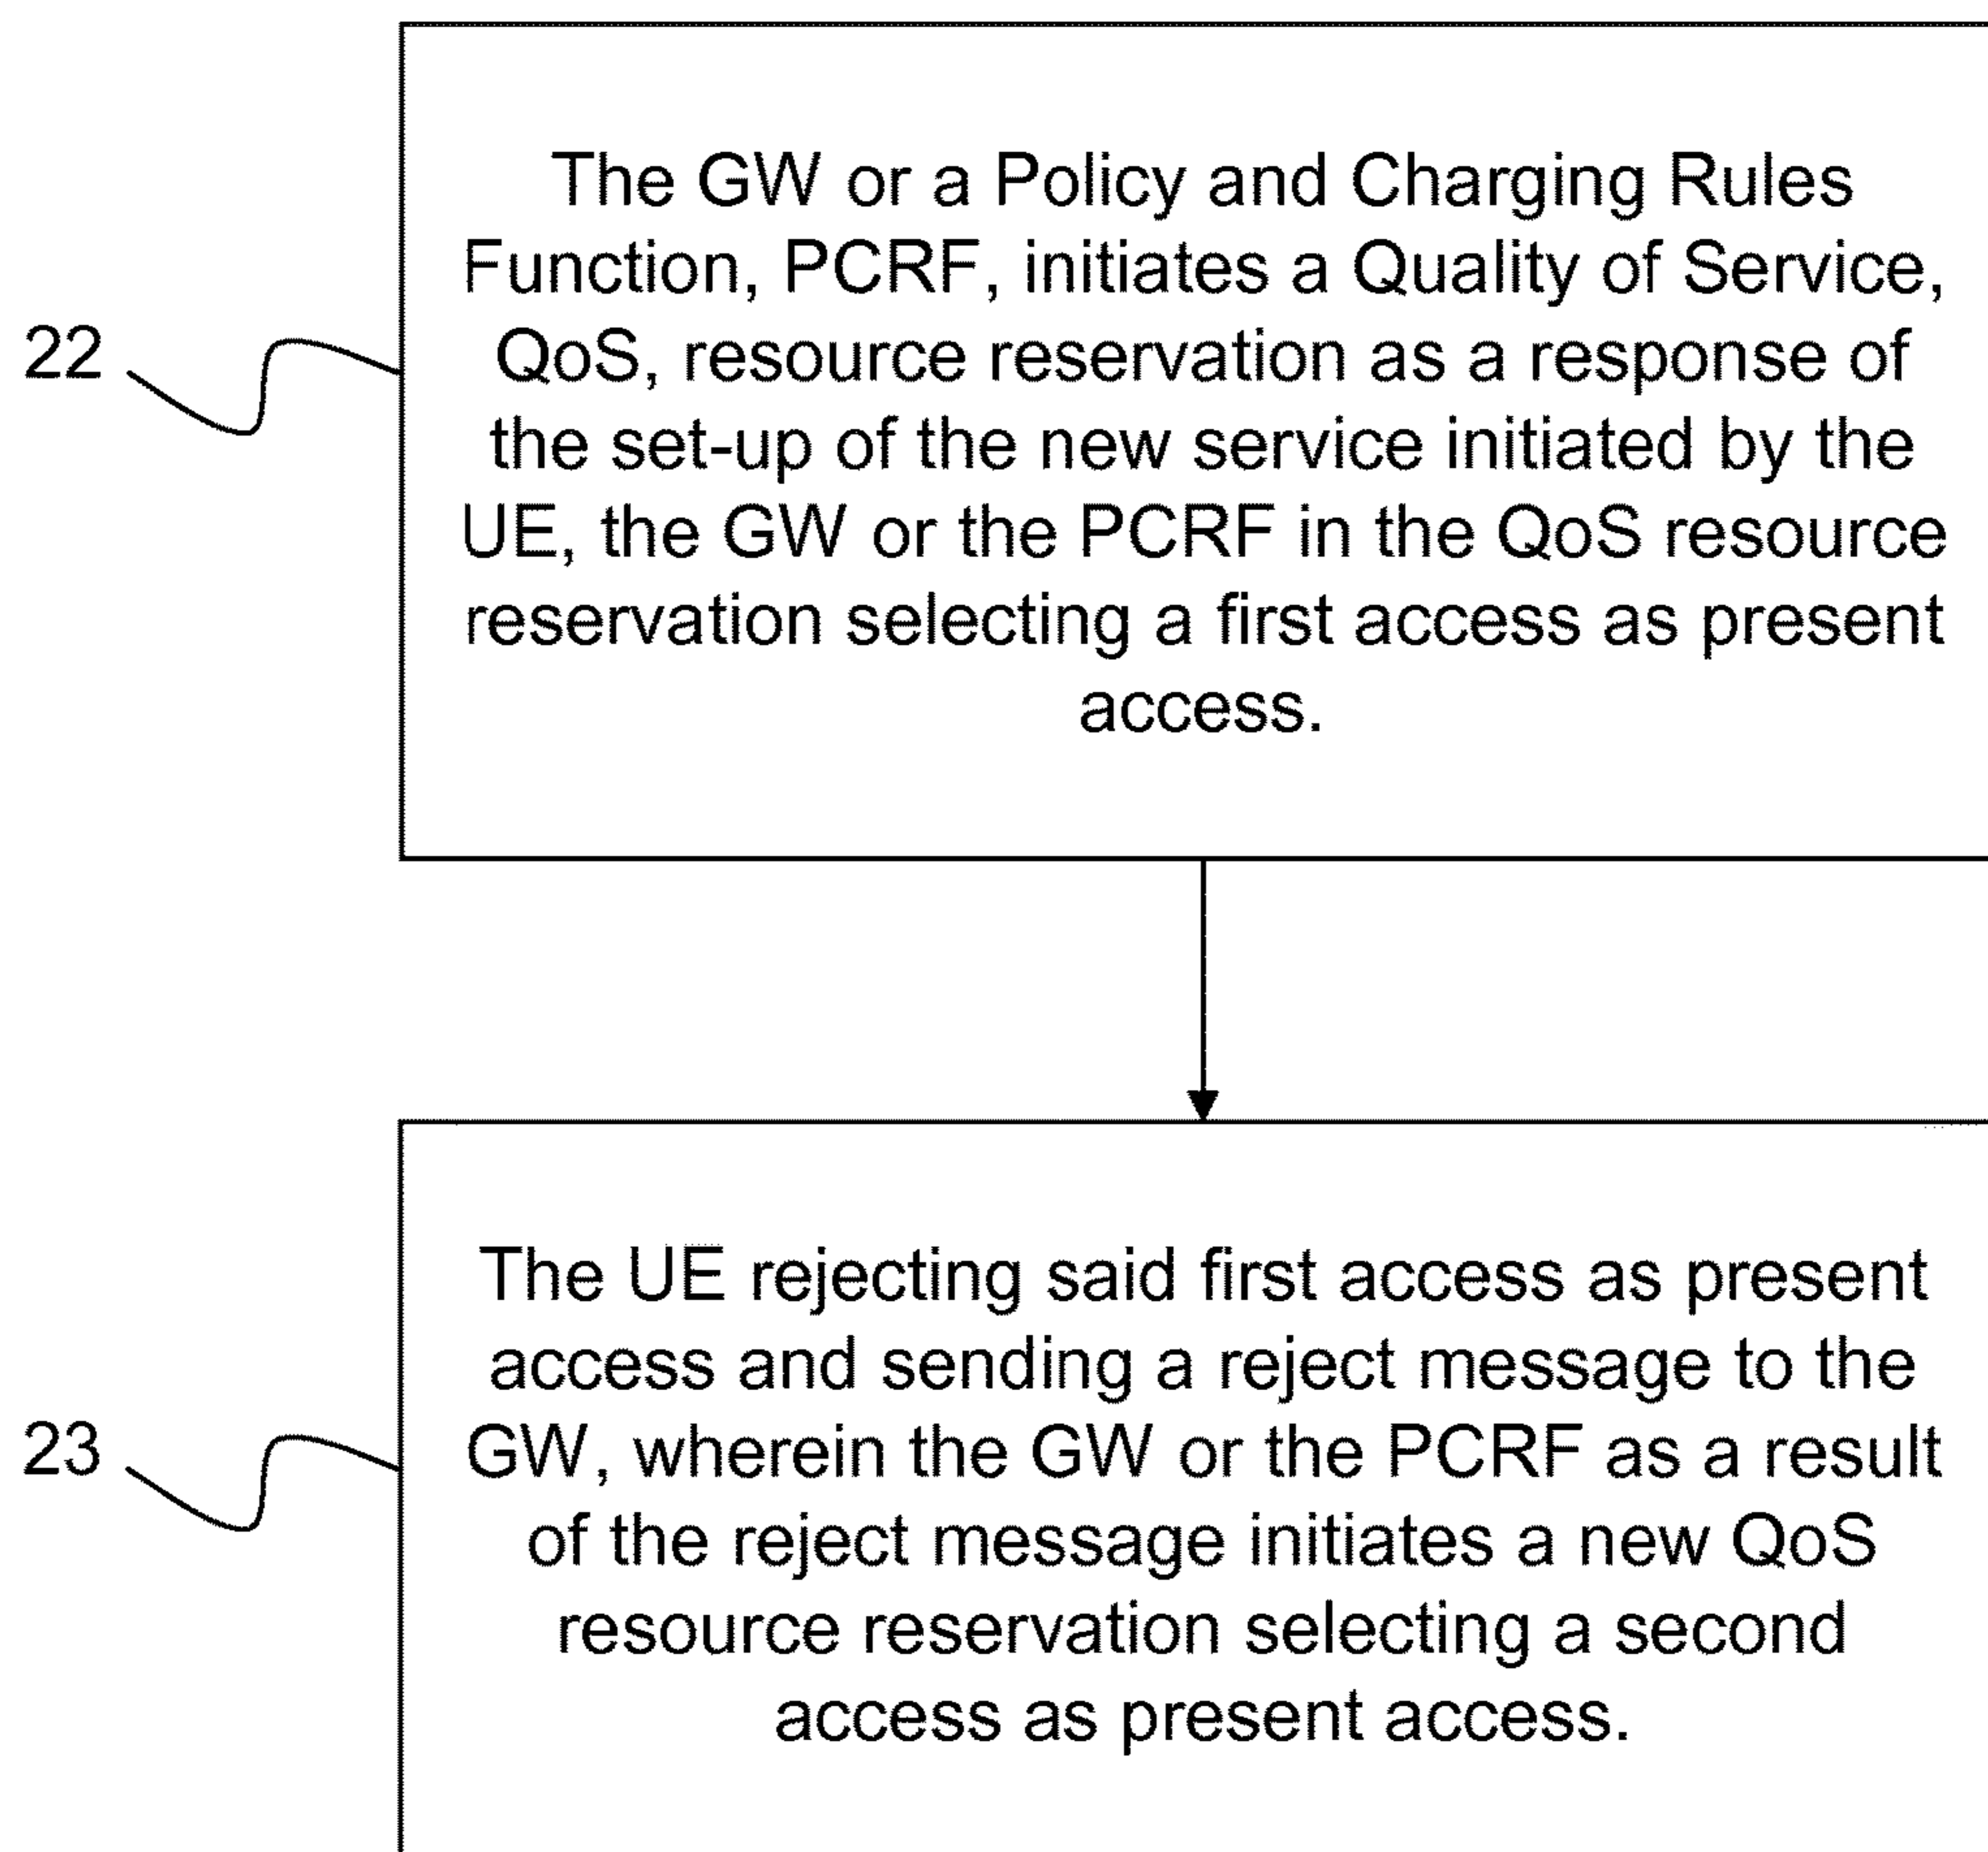 The GW or a Policy and Charging Rules
Function, PCRF, initiates a Quality of Service,
22
QoS, resource reservation as a response of
the set-up of the new service initiated by the
UE, the GW or the PCRF in the QoS resource
reservation selecting a first access as present
access.
The UE rejecting said first access as present
access and sending a reject message to the
23
GW, wherein the GW or the PCRF as a result
of the reject message initiates a new QoS
resource reservation selecting a second
access as present access.